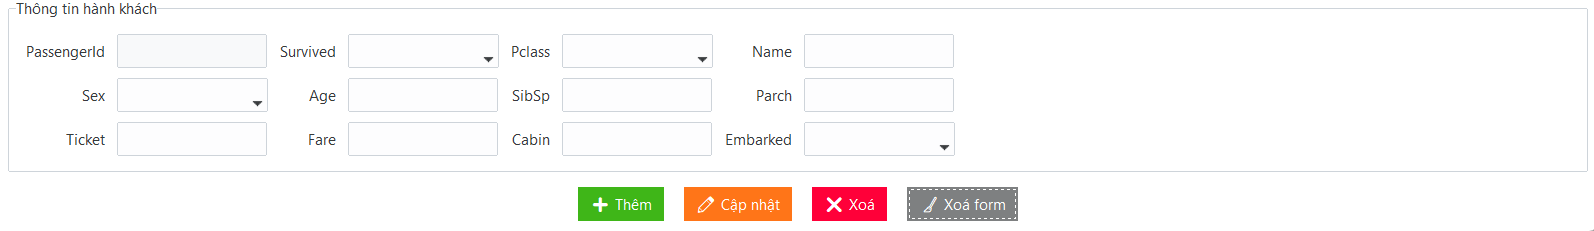 Thông tin hành khách
PassengerId Survived Pclass Name
Sex Age SibSp Parch
Ticket Fare Cabin Embarked
Thêm Cập nhật Xoá Xoá form